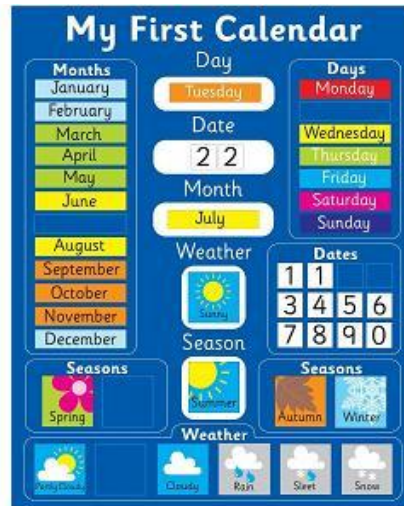 My First Calendar
Months
January
February
March
April
May
June
August
September
October
November
December
Day
Tuesday
Date
2 2
Month
July
Weather
Sunny
Season
Summer
Days
Monday
Wednesday
Thursday
Friday
Saturday
Sunday
Dates
1 1
3 4 5 6
7 8 9 0
Seasons
Spring
Seasons
Autumn Winter
Weather
Partly Cloudy Cloudy Rain Sleet Snow